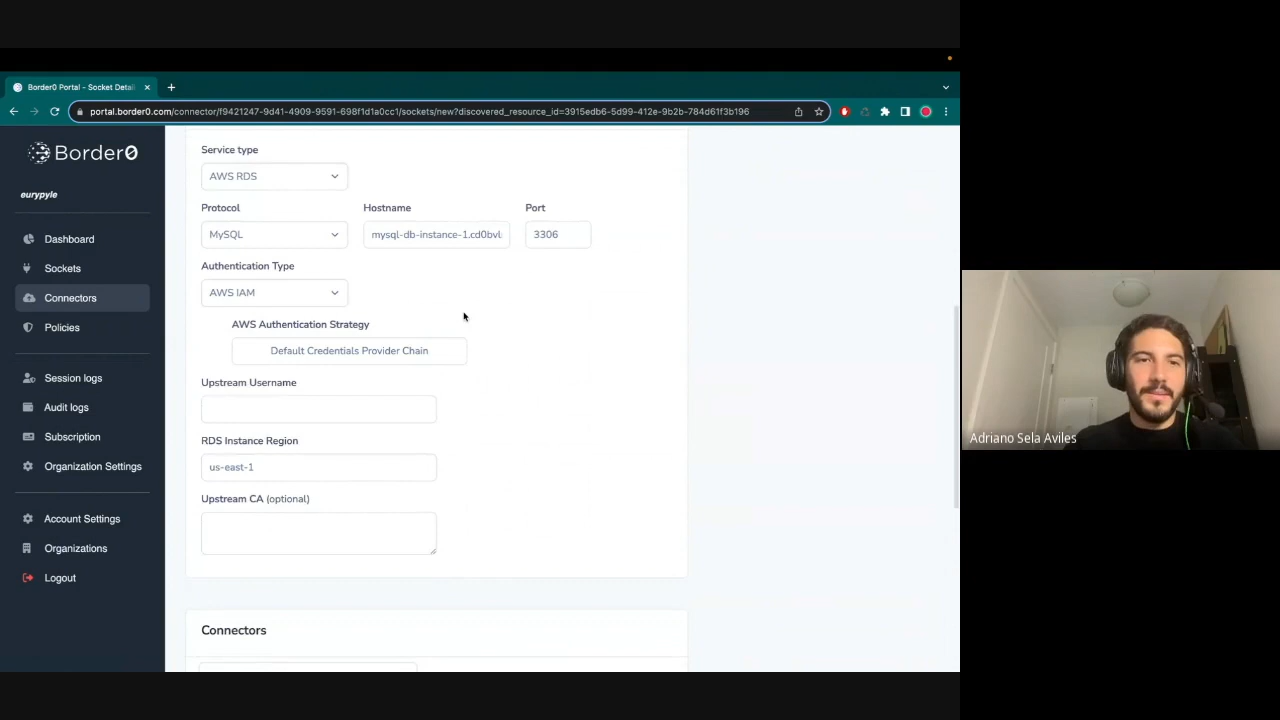 Border0 Portal - Socket Detail
portal.border0.com/connector/f9421247-9d41-4909-9591-698f1d1a0cc1/sockets/new?discovered_resource_id=3915edb6-5d99-412e-9b2b-784d61f3b196
Border0
eurypyle
Dashboard
Sockets
Connectors
Policies
Session logs
Audit logs
Subscription
Organization Settings
Account Settings
Organizations
Logout
Service type
AWS RDS
Protocol Hostname Port
MySQL mysql-db-instance-1.cd0bvl 3306
Authentication Type
AWS IAM
AWS Authentication Strategy
Default Credentials Provider Chain
Upstream Username
RDS Instance Region
us-east-1
Upstream CA (optional)
Connectors
Adriano Sela Aviles